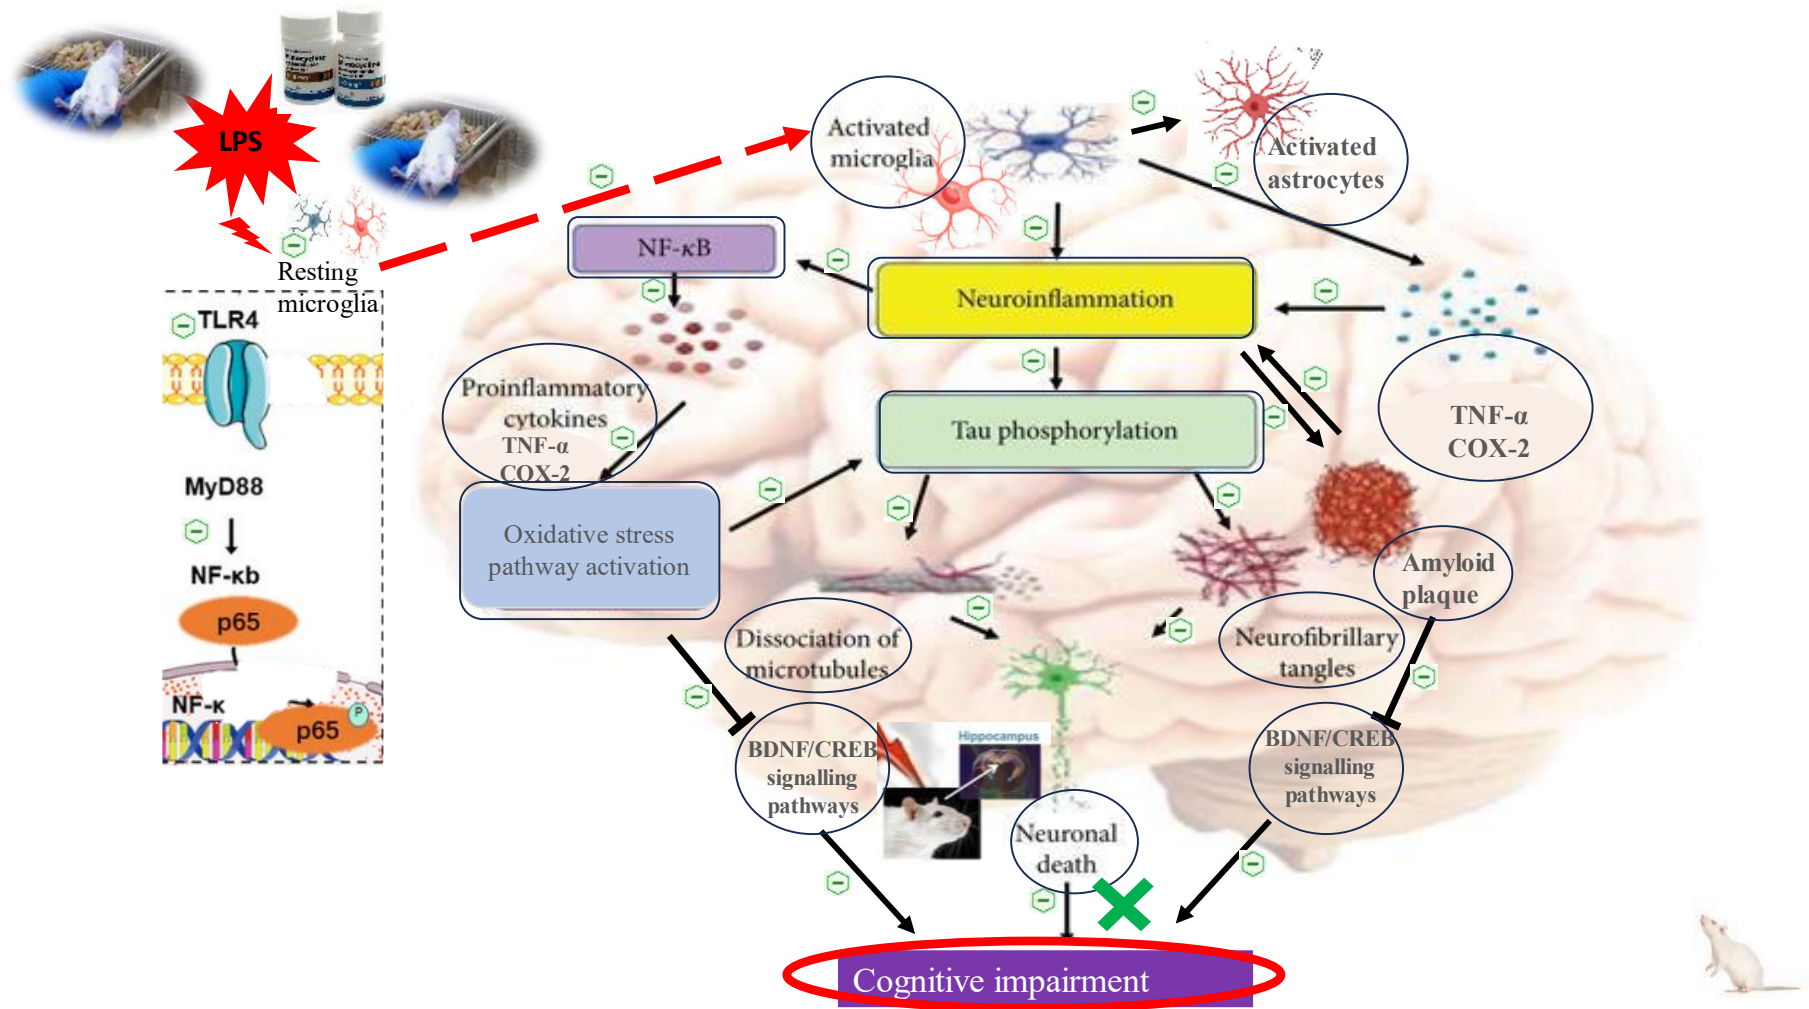 LPS
Resting
microglia
TLR4
MyD88
NF-κb
p65
NF-κ
p65
P
Activated
microglia
Activated
astrocytes
NF-κB
Neuroinflammation
Proinflammatory
cytokines
TNF-α
COX-2
Tau phosphorylation
TNF-α
COX-2
Oxidative stress
pathway activation
Amyloid
plaque
Dissociation of
microtubules
Neurofibrillary
tangles
BDNF/CREB
signalling
pathways
Hippocampus
BDNF/CREB
signalling
pathways
Neuronal
death
Cognitive impairment